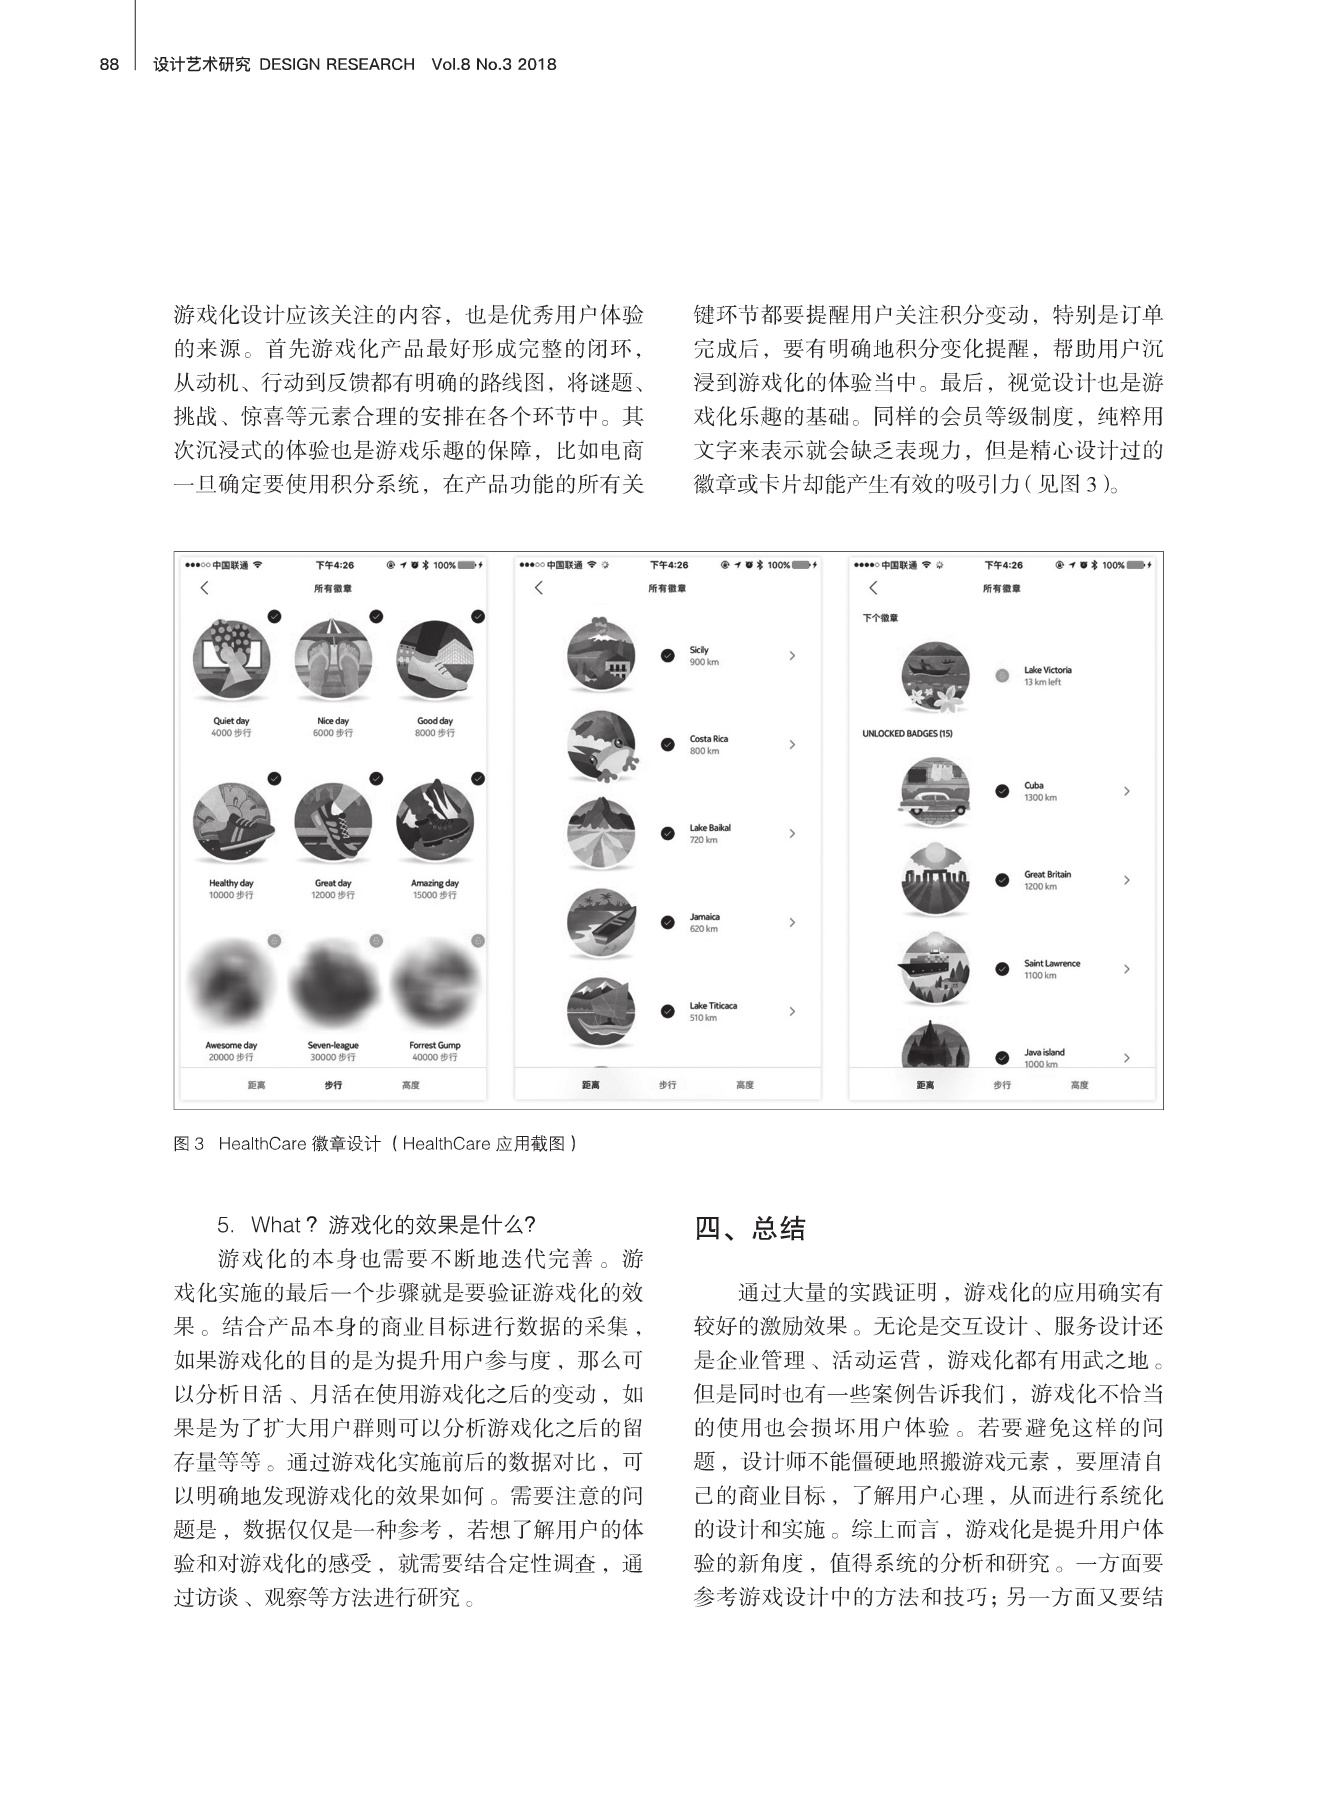 88 设计艺术研究 DESIGN RESEARCH Vol.8 No.3 2018
游戏化设计应该关注的内容，也是优秀用户体验
的来源。首先游戏化产品最好形成完整的闭环，
从动机、行动到反馈都有明确的路线图，将谜题、
挑战、惊喜等元素合理的安排在各个环节中。其
次沉浸式的体验也是游戏乐趣的保障，比如电商
一旦确定要使用积分系统，在产品功能的所有关
键环节都要提醒用户关注积分变动，特别是订单
完成后，要有明确地积分变化提醒，帮助用户沉
浸到游戏化的体验当中。最后，视觉设计也是游
戏化乐趣的基础。同样的会员等级制度，纯粹用
文字来表示就会缺乏表现力，但是精心设计过的
徽章或卡片却能产生有效的吸引力（见图 3）。
中国联通 下午4:26 100%
所有徽章
Quiet day Nice day Good day
4000 步行 6000 步行 8000 步行
Healthy day Great day Amazing day
10000 步行 12000 步行 15000 步行
Awesome day Seven-league Forrest Gump
20000 步行 30000 步行 40000 步行
距离 步行 高度
中国联通 下午4:26 100%
所有徽章
Sicily
900 km
Costa Rica
800 km
Lake Baikal
720 km
Jamaica
620 km
Lake Titicaca
510 km
距离 步行 高度
中国联通 下午4:26 100%
所有徽章
下个徽章
Lake Victoria
13 km left
UNLOCKED BADGES (15)
Cuba
1300 km
Great Britain
1200 km
Saint Lawrence
1100 km
Java island
1000 km
距离 步行 高度
图 3 HealthCare 徽章设计（HealthCare 应用截图）
5. What？游戏化的效果是什么？
游戏化的本身也需要不断地迭代完善。游
戏化实施的最后一个步骤就是要验证游戏化的效
果。结合产品本身的商业目标进行数据的采集，
如果游戏化的目的是为提升用户参与度，那么可
以分析日活、月活在使用游戏化之后的变动，如
果是为了扩大用户群则可以分析游戏化之后的留
存量等等。通过游戏化实施前后的数据对比，可
以明确地发现游戏化的效果如何。需要注意的问
题是，数据仅仅是一种参考，若想了解用户的体
验和对游戏化的感受，就需要结合定性调查，通
过访谈、观察等方法进行研究。
四、总结
通过大量的实践证明，游戏化的应用确实有
较好的激励效果。无论是交互设计、服务设计还
是企业管理、活动运营，游戏化都有用武之地。
但是同时也有一些案例告诉我们，游戏化不恰当
的使用也会损坏用户体验。若要避免这样的问
题，设计师不能僵硬地照搬游戏元素，要厘清自
己的商业目标，了解用户心理，从而进行系统化
的设计和实施。综上而言，游戏化是提升用户体
验的新角度，值得系统的分析和研究。一方面要
参考游戏设计中的方法和技巧；另一方面又要结